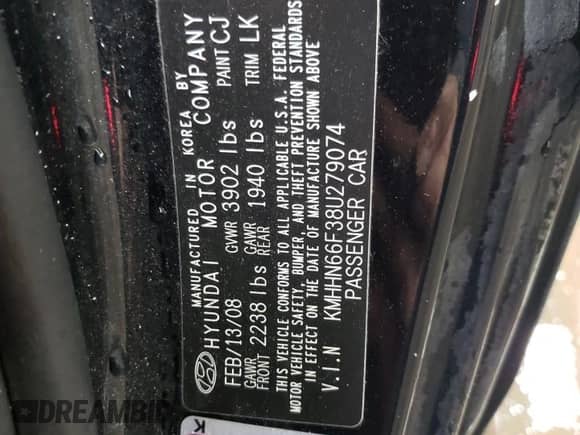 MANUFACTURED IN KOREA BY
HYUNDAI MOTOR COMPANY
FEB/13/08 GVWR 3902 lbs PAINT CJ
GAWR FRONT 2238 lbs GAWR REAR 1940 lbs TRIM LK
THIS VEHICLE CONFORMS TO ALL APPLICABLE U.S.A. FEDERAL
MOTOR VEHICLE SAFETY, BUMPER, AND THEFT PREVENTION STANDARDS
IN EFFECT ON THE DATE OF MANUFACTURE SHOWN ABOVE
V.I.N KMHHN66F38U279074
PASSENGER CAR
K